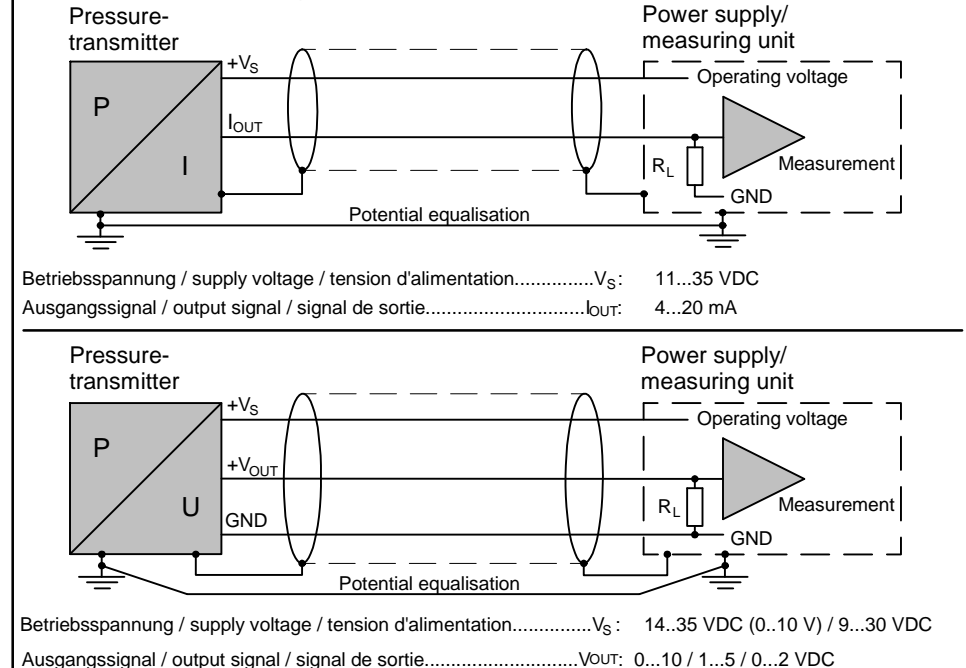 Pressure-
transmitter
Power supply/
measuring unit
+VS
Operating voltage
P
IOUT
I
RL
Measurement
GND
Potential equalisation
Betriebsspannung / supply voltage / tension d'alimentation...............VS: 11...35 VDC
Ausgangssignal / output signal / signal de sortie..............................IOUT: 4...20 mA
Pressure-
transmitter
Power supply/
measuring unit
+VS
Operating voltage
P
+VOUT
U
RL
Measurement
GND
GND
Potential equalisation
Betriebsspannung / supply voltage / tension d'alimentation...............VS : 14..35 VDC (0..10 V) / 9...30 VDC
Ausgangssignal / output signal / signal de sortie.............................VOUT: 0...10 / 1...5 / 0...2 VDC